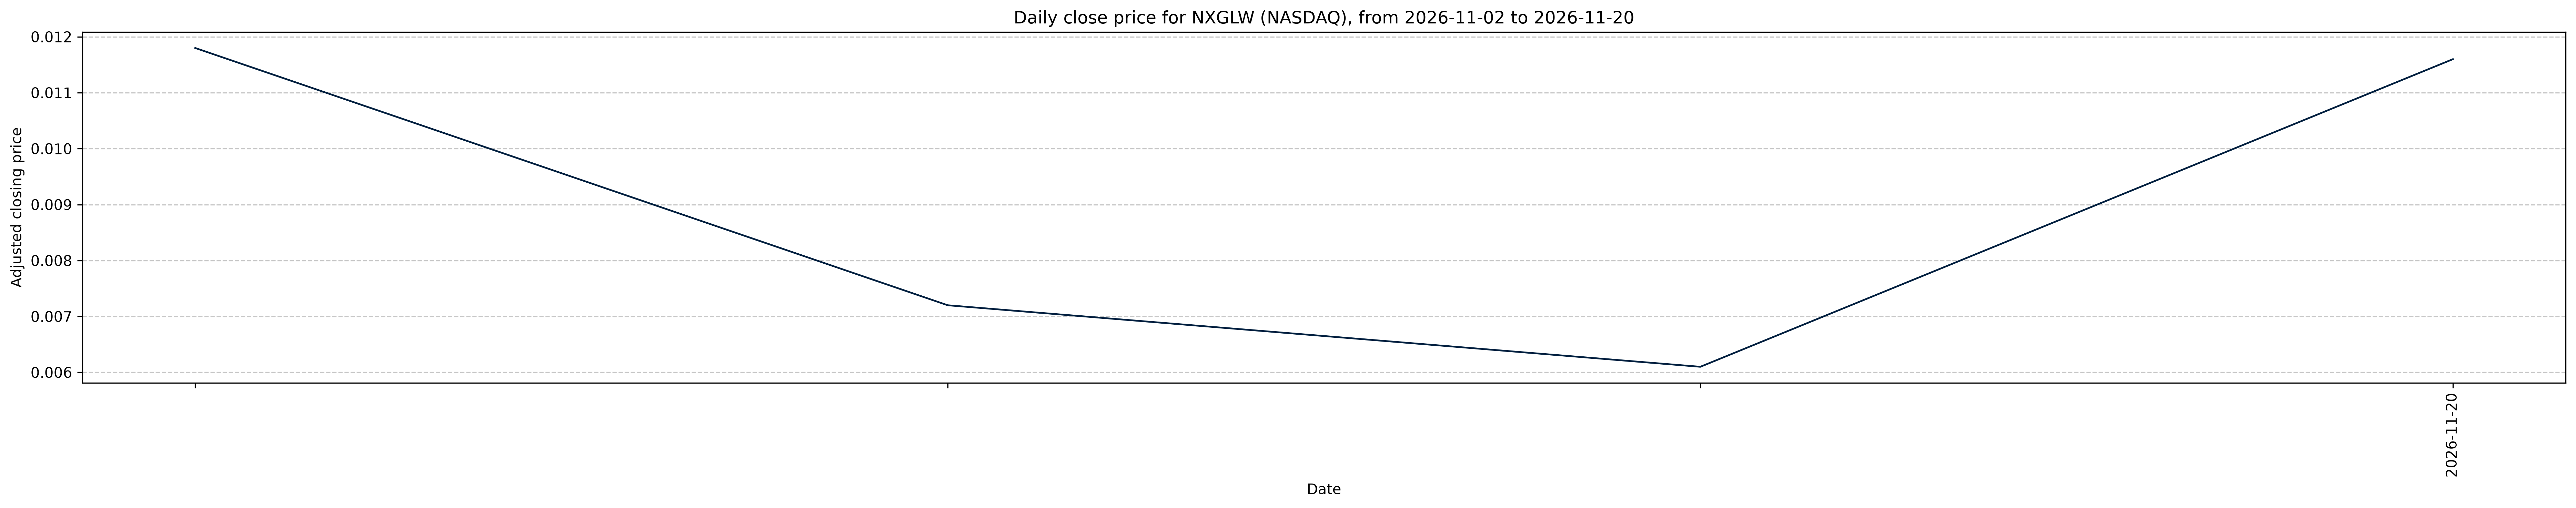 Daily close price for NXGLW (NASDAQ), from 2026-11-02 to 2026-11-20
0.012
0.011
0.010
0.009
0.008
0.007
0.006
Adjusted closing price
2026-11-20
Date